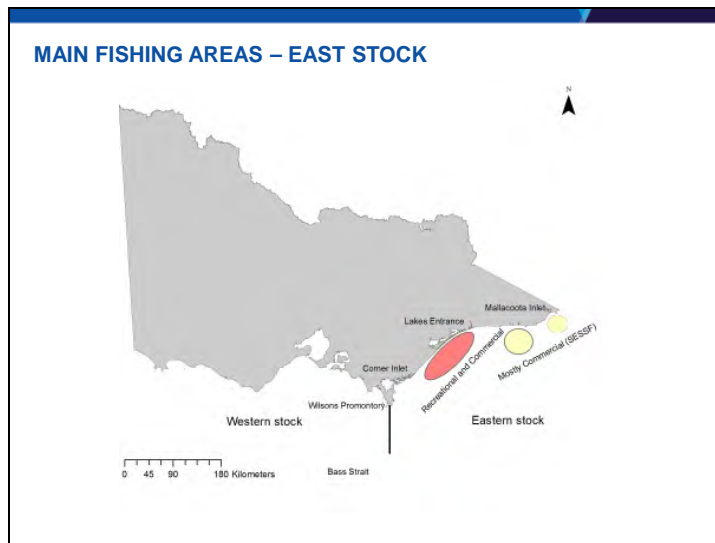 MAIN FISHING AREAS – EAST STOCK
N
Mallacoota Inlet
Lakes Entrance
Mostly Commercial (SESSF)
Recreational and Commercial
Corner Inlet
Wilsons Promontory
Western stock
Eastern stock
0 45 90 180 Kilometers
Bass Strait